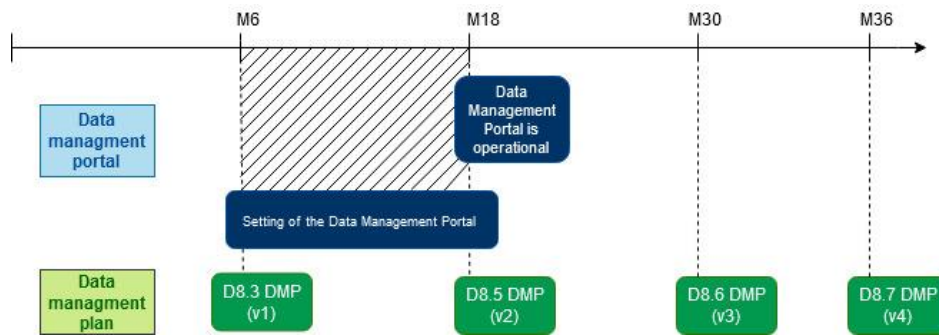 M6
M18
M30
M36
Data
Management
Portal is
operational
Data
managment
portal
Setting of the Data Management Portal
Data
managment
plan
D8.3 DMP
(v1)
D8.5 DMP
(v2)
D8.6 DMP
(v3)
D8.7 DMP
(v4)